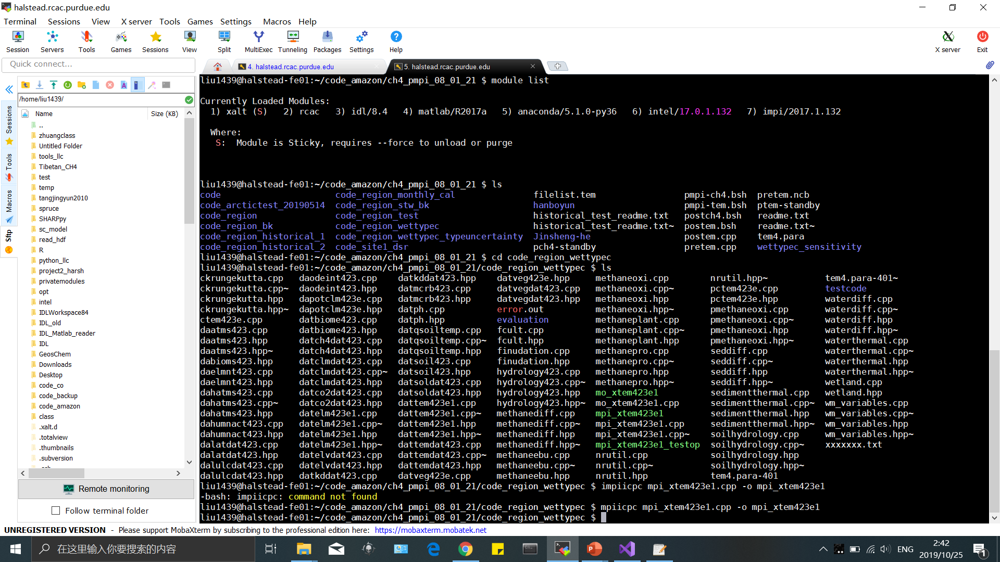 halstead.rcac.purdue.edu
Terminal Sessions View X server Tools Games Settings Macros Help
Session Servers Tools Games Sessions View Split MultiExec Tunneling Packages Settings Help X server Exit
Quick connect...
4. halstead.rcac.purdue.edu
5. halstead.rcac.purdue.edu
/home/liu1439/
Name Size (KB)
..
zhuangclass
Untitled Folder
tools_llc
Tibetan_CH4
test
temp
tangjingyun2010
spruce
SHARPpy
sc_model
read_hdf
R
python_llc
project2_harsh
privatemodules
opt
intel
IDLWorkspace84
IDL_old
IDL_Matlab_reader
IDL
GeosChem
Downloads
Desktop
code_co
code_backup
code_amazon
class
.xalt.d
.totalview
.thumbnails
.subversion
Sessions
Tools
Macros
Sftp
Remote monitoring
Follow terminal folder
liu1439@halstead-fe01:~/code_amazon/ch4_pmpi_08_01_21 $ module list
Currently Loaded Modules:
1) xalt (S) 2) rcac 3) idl/8.4 4) matlab/R2017a 5) anaconda/5.1.0-py36 6) intel/17.0.1.132 7) impi/2017.1.132
Where:
S: Module is Sticky, requires --force to unload or purge
liu1439@halstead-fe01:~/code_amazon/ch4_pmpi_08_01_21 $ ls
code code_region_monthly_cal filelist.tem pmpi-ch4.bsh pretem.ncb
code_arctictest_20190514 code_region_stw_bk hanboyun pmpi-tem.bsh ptem-standby
code_region code_region_test historical_test_readme.txt postch4.bsh readme.txt
code_region_bk code_region_wettypec historical_test_readme.txt~ postem.bsh readme.txt~
code_region_historical_1 code_region_wettypec_typeuncertainty Jinsheng-he postem.cpp tem4.para
code_region_historical_2 code_site1_dsr pch4-standby pretem.cpp wettypec_sensitivity
liu1439@halstead-fe01:~/code_amazon/ch4_pmpi_08_01_21 $ cd code_region_wettypec
liu1439@halstead-fe01:~/code_amazon/ch4_pmpi_08_01_21/code_region_wettypec $ ls
ckrungekutta.cpp daodeint423.cpp datkddat423.hpp datveg423e.hpp methaneoxi.cpp nrutil.hpp~ tem4.para-401~
ckrungekutta.cpp~ daodeint423.hpp datmcrb423.cpp datvegdat423.cpp methaneoxi.cpp~ pctem423e.cpp testcode
ckrungekutta.hpp dapotclm423e.cpp datmcrb423.hpp datvegdat423.hpp methaneoxi.hpp pctem423e.hpp waterdiff.cpp
ckrungekutta.hpp~ dapotclm423e.hpp datph.cpp error.out methaneoxi.hpp~ pmethaneoxi.cpp waterdiff.cpp~
ctem423e.cpp datbiome423.cpp datph.hpp evaluation methaneplant.cpp pmethaneoxi.cpp~ waterdiff.hpp
daatms423.cpp datbiome423.hpp datqsoiltemp.cpp fcult.cpp methaneplant.cpp~ pmethaneoxi.hpp waterdiff.hpp~
daatms423.hpp datch4dat423.cpp datqsoiltemp.cpp~ fcult.hpp methaneplant.hpp pmethaneoxi.hpp~ waterthermal.cpp
daatms423.hpp~ datch4dat423.hpp datqsoiltemp.hpp finudation.cpp methanepro.cpp seddiff.cpp waterthermal.cpp~
dabioms423.hpp datclmdat423.cpp datsoil423.cpp finudation.hpp methanepro.cpp~ seddiff.cpp~ waterthermal.hpp
daelmnt423.cpp datclmdat423.cpp~ datsoil423.hpp hydrology423.cpp methanepro.hpp seddiff.hpp waterthermal.hpp~
daelmnt423.hpp datclmdat423.hpp datsoldat423.cpp hydrology423.cpp~ methanepro.hpp~ seddiff.hpp~ wetland.cpp
dahatms423.cpp datco2dat423.cpp datsoldat423.hpp hydrology423.hpp mo_xtem423e1 sedimentthermal.cpp wetland.hpp
dahatms423.cpp~ datco2dat423.hpp dattem423e1.cpp hydrology423.hpp~ mo_xtem423e1.cpp sedimentthermal.cpp~ wm_variables.cpp
dahatms423.hpp datelm423e1.cpp dattem423e1.cpp~ methanediff.cpp mpi_xtem423e1 sedimentthermal.hpp wm_variables.cpp~
dahumnact423.cpp datelm423e1.cpp~ dattem423e1.hpp methanediff.cpp~ mpi_xtem423e1.cpp sedimentthermal.hpp~ wm_variables.hpp
dahumnact423.hpp datelm423e1.hpp dattem423e1.hpp~ methanediff.hpp mpi_xtem423e1.cpp~ soilhydrology.cpp wm_variables.hpp~
dalatdat423.cpp datelm423e1.hpp~ dattemdat423.cpp methanediff.hpp~ mpi_xtem423e1_testop soilhydrology.cpp~ xxxxxxx.txt
dalatdat423.hpp datelvdat423.cpp dattemdat423.cpp~ methaneebu.cpp nrutil.cpp soilhydrology.hpp
dalulcdat423.cpp datelvdat423.hpp dattemdat423.hpp methaneebu.cpp~ nrutil.cpp~ soilhydrology.hpp~
dalulcdat423.hpp datkddat423.cpp datveg423e.cpp methaneebu.hpp nrutil.hpp tem4.para-401
liu1439@halstead-fe01:~/code_amazon/ch4_pmpi_08_01_21/code_region_wettypec $ impiicpc mpi_xtem423e1.cpp -o mpi_xtem423e1
-bash: impiicpc: command not found
liu1439@halstead-fe01:~/code_amazon/ch4_pmpi_08_01_21/code_region_wettypec $ mpiicpc mpi_xtem423e1.cpp -o mpi_xtem423e1
liu1439@halstead-fe01:~/code_amazon/ch4_pmpi_08_01_21/code_region_wettypec $
UNREGISTERED VERSION - Please support MobaXterm by subscribing to the professional edition here: https://mobaxterm.mobatek.net
在这里输入你要搜索的内容
ENG
2:42
2019/10/25
1